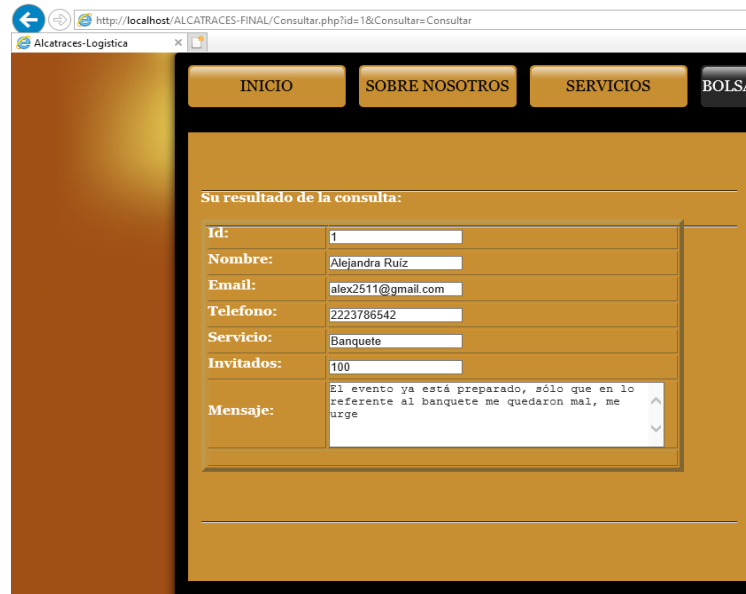 http://localhost/ALCATRACES-FINAL/Consultar.php?id=1&Consultar=Consultar
Alcatraces-Logistica
INICIO SOBRE NOSOTROS SERVICIOS BOLSA
Su resultado de la consulta:
Id: 1
Nombre: Alejandra Ruíz
Email: alex2511@gmail.com
Telefono: 2223786542
Servicio: Banquete
Invitados: 100
Mensaje: El evento ya está preparado, sólo que en lo
referente al banquete me quedaron mal, me
urge